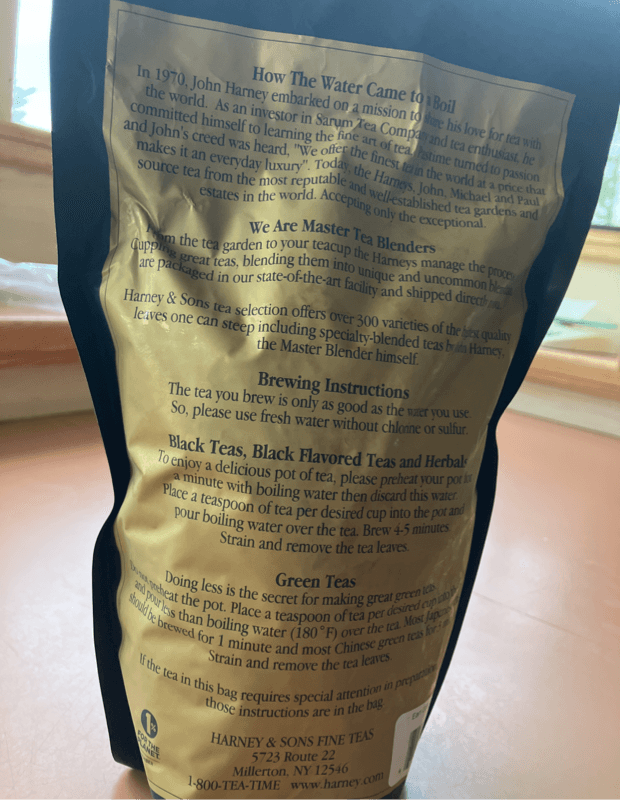 How The Water Came to a Boil
In 1970, John Harney embarked on a mission to share his love for tea with
the world. As an investor in Sarum Tea Company and tea enthusiast, he
committed himself to learning the fine art of tea. Pastime turned to passion
and John's creed was heard, "We offer the finest tea in the world at a price that
makes it an everyday luxury". Today, the Harneys, John, Michael and Paul
source tea from the most reputable and well-established tea gardens and
estates in the world. Accepting only the exceptional.
We Are Master Tea Blenders
From the tea garden to your teacup the Harneys manage the process
Cupping great teas, blending them into unique and uncommon blends
are packaged in our state-of-the-art facility and shipped directly
Harney & Sons tea selection offers over 300 varieties of the best quality
leaves one can steep including specialty-blended teas Harney,
the Master Blender himself.
Brewing Instructions
The tea you brew is only as good as the water you use.
So, please use fresh water without chlorine or sulfur.
Black Teas, Black Flavored Teas and Herbals
To enjoy a delicious pot of tea, please preheat your pot for
a minute with boiling water then discard this water.
Place a teaspoon of tea per desired cup into the pot and
pour boiling water over the tea. Brew 4-5 minutes.
Strain and remove the tea leaves.
Green Teas
Doing less is the secret for making great green teas.
Do not preheat the pot. Place a teaspoon of tea per desired cup
and pour less than boiling water (180°F) over the tea. Most
should be brewed for 1 minute and most Chinese green teas for
Strain and remove the tea leaves.
If the tea in this bag requires special attention in preparation,
those instructions are in the bag.
1%
FOR THE
PLANET
HARNEY & SONS FINE TEAS
5723 Route 22
Millerton, NY 12546
1-800-TEA-TIME www.harney.com